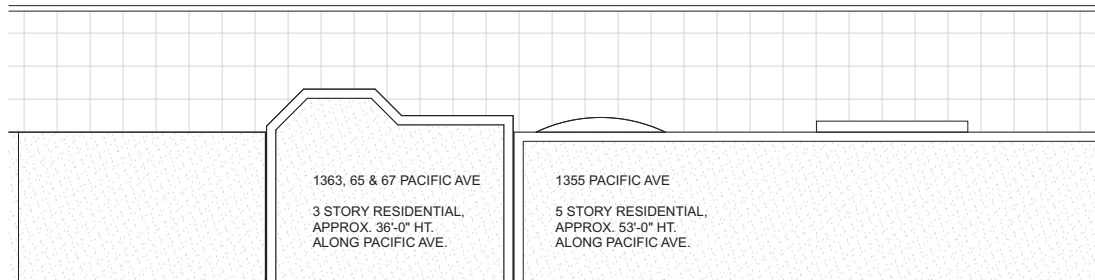 1363, 65 & 67 PACIFIC AVE
3 STORY RESIDENTIAL,
APPROX. 36'-0" HT.
ALONG PACIFIC AVE.
1355 PACIFIC AVE
5 STORY RESIDENTIAL,
APPROX. 53'-0" HT.
ALONG PACIFIC AVE.